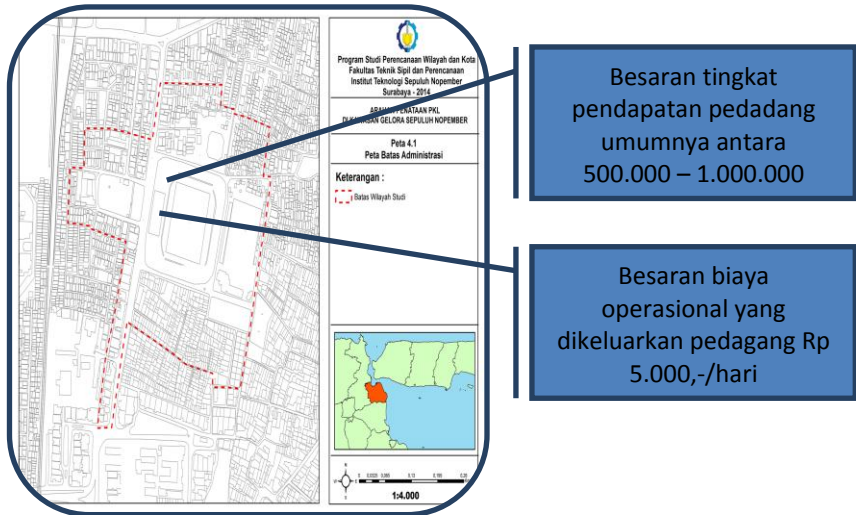 Program Studi Perencanaan Wilayah dan Kota
Fakultas Teknik Sipil dan Perencanaan
Institut Teknologi Sepuluh Nopember
Surabaya - 2014
PENATAAN PKL
GELORA SEPULUH NOPEMBER
Peta 4.1
Peta Batas Administrasi
Keterangan :
Batas Wilayah Studi
1:4.000
Besaran tingkat
pendapatan pedadang
umumnya antara
500.000 – 1.000.000
Besaran biaya
operasional yang
dikeluarkan pedagang Rp
5.000,-/hari